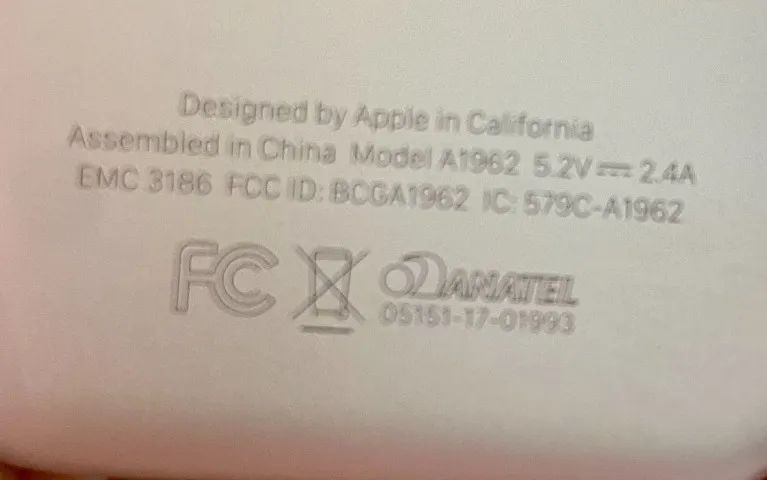 Designed by Apple in California
Assembled in China Model A1962 5.2V⎓2.4A
EMC 3186 FCC ID: BCGA1962 IC: 579C-A1962
FC ANATEL
05151-17-01993